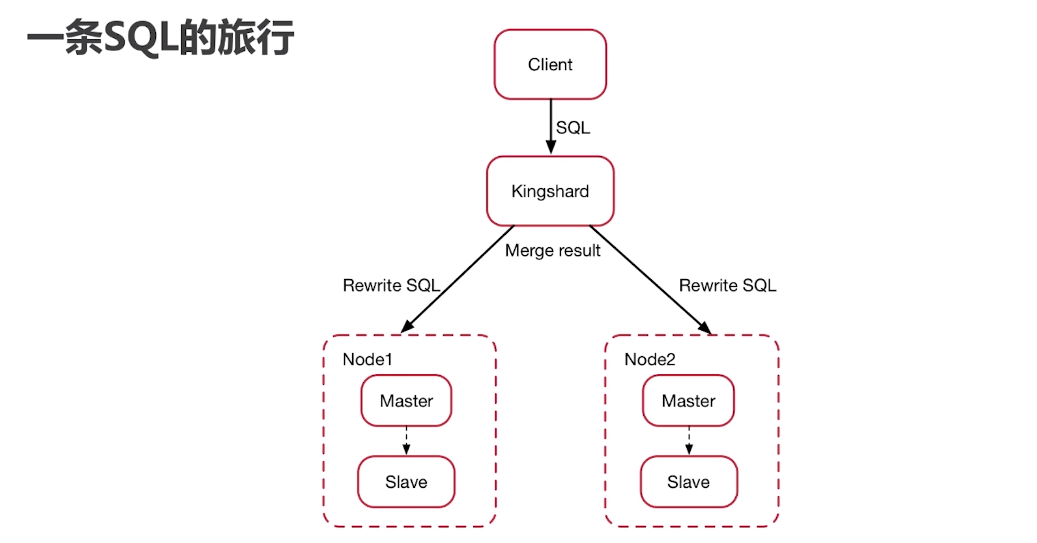 一条SQL的旅行
Client
SQL
Kingshard
Merge result
Rewrite SQL
Rewrite SQL
Node1
Master
Slave
Node2
Master
Slave